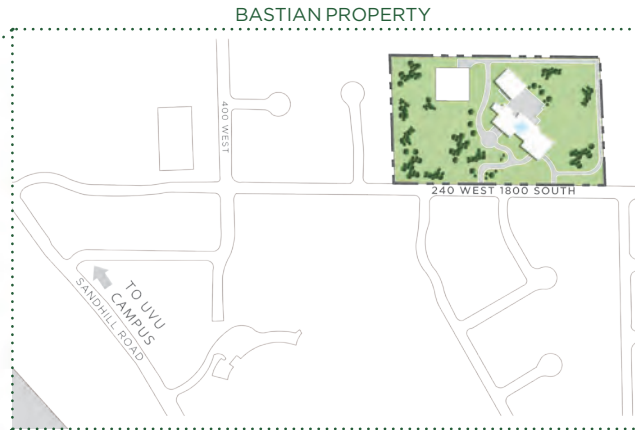 BASTIAN PROPERTY
400 WEST
240 WEST 1800 SOUTH
TO UVU
CAMPUS
SANDHILL ROAD